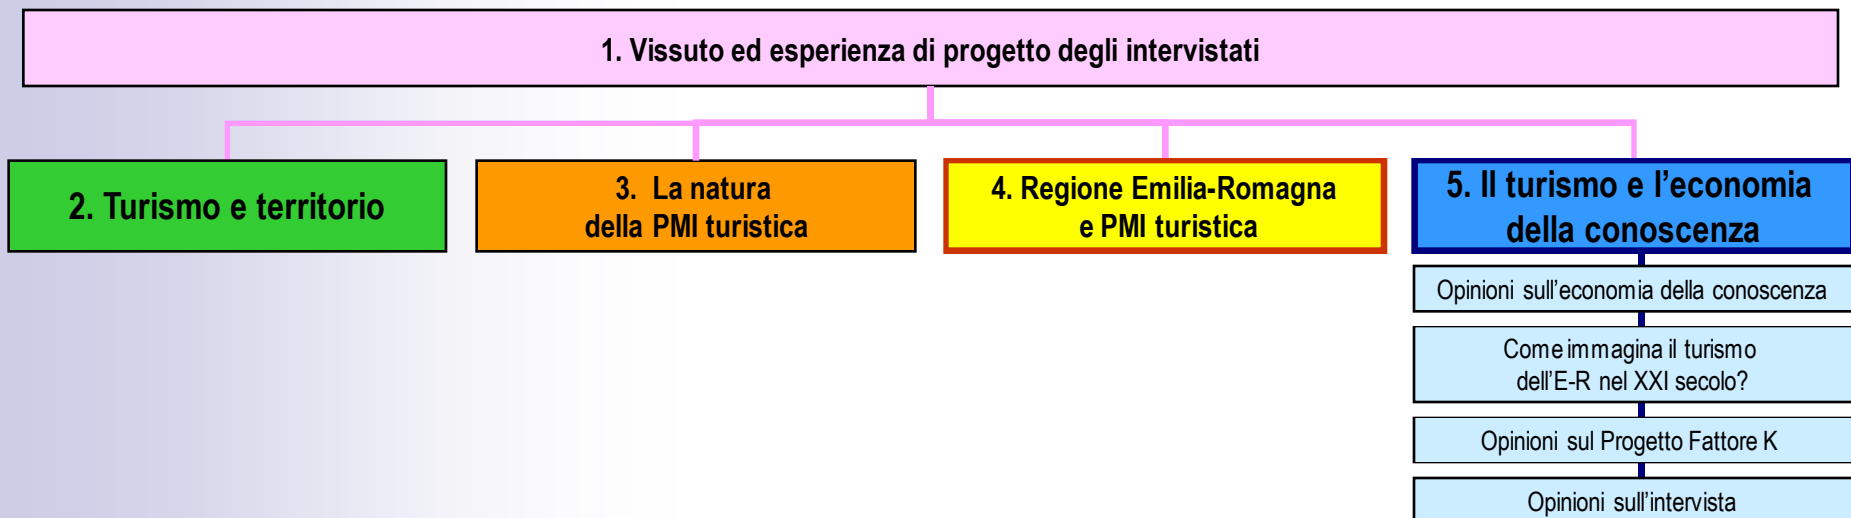 1. Vissuto ed esperienza di progetto degli intervistati
2. Turismo e territorio
3. La natura
della PMI turistica
4. Regione Emilia-Romagna
e PMI turistica
5. Il turismo e l’economia
della conoscenza
Opinioni sull’economia della conoscenza
Come immagina il turismo
dell’E-R nel XXI secolo?
Opinioni sul Progetto Fattore K
Opinioni sull’intervista